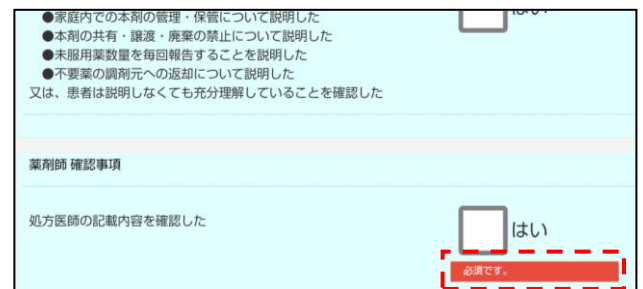 ●家庭内での本剤の管理・保管について説明した
はい
●本剤の共有・譲渡・廃棄の禁止について説明した
●未服用薬数量を毎回報告することを説明した
●不要薬の調剤元への返却について説明した
又は、患者は説明しなくても充分理解していることを確認した
薬剤師 確認事項
処方医師の記載内容を確認した
はい
必須です。